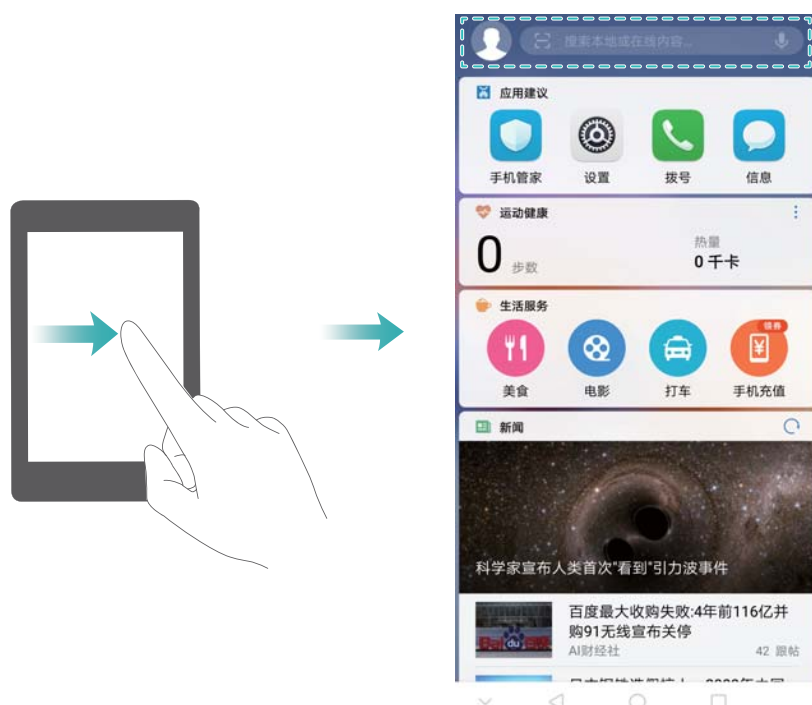 搜索本地或在线内容...
应用建议
手机管家 设置 拨号 信息
运动健康
0 步数
热量
0 千卡
生活服务
领券
美食 电影 打车 手机充值
新闻
科学家宣布人类首次"看到"引力波事件
百度最大收购失败:4年前116亿并
购91无线宣布关停
AI财经社 42 跟帖
Bai du 百度